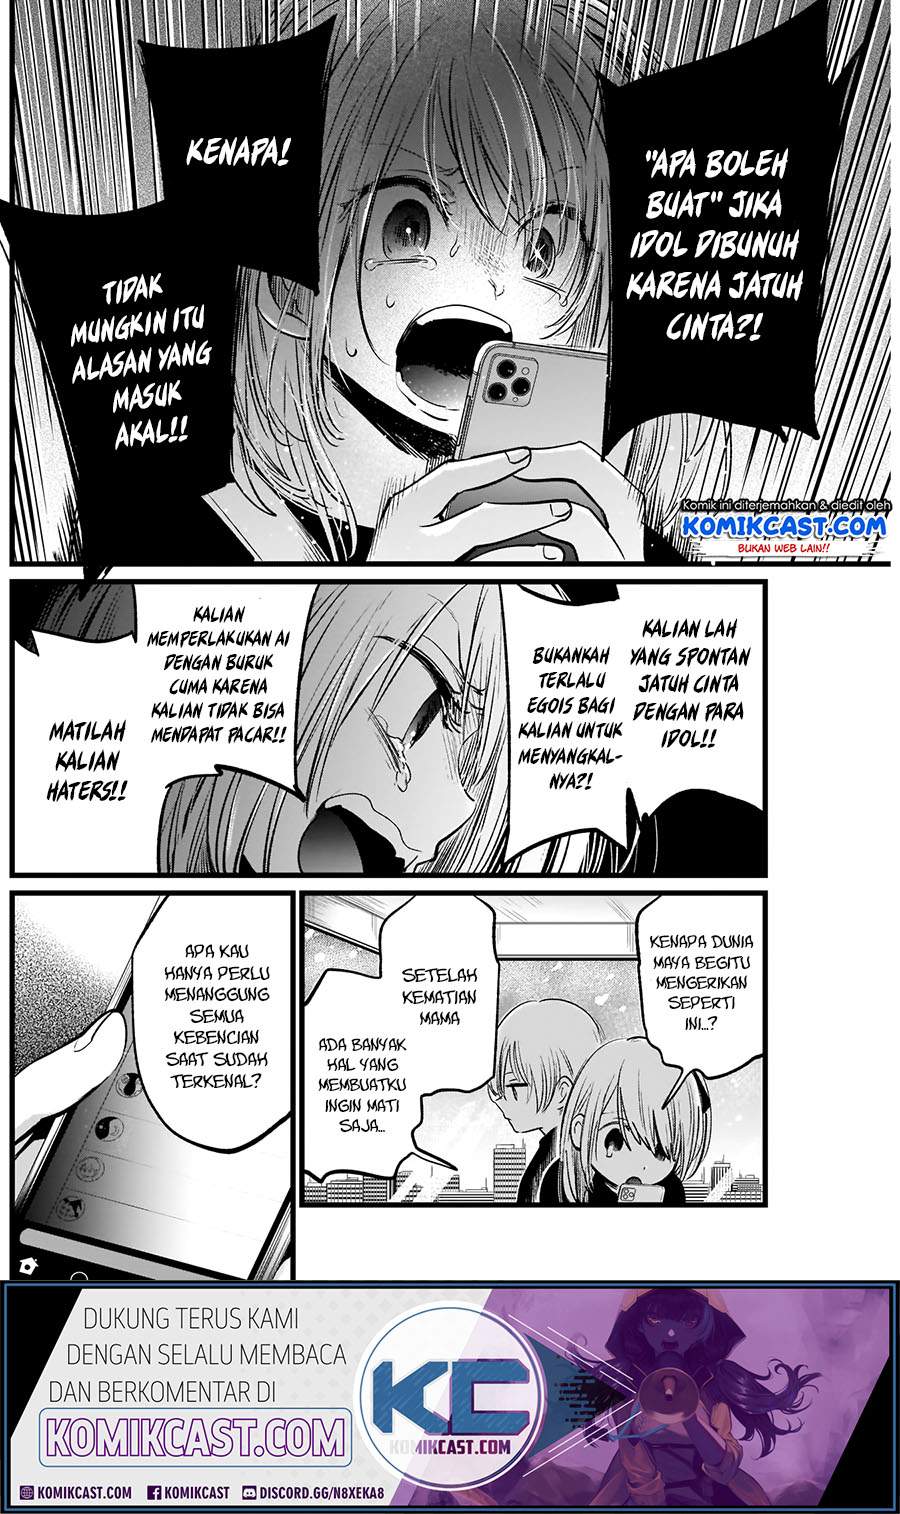 "APA BOLEH
BUAT" JIKA
IDOL DIBUNUH
KARENA JATUH
CINTA?!
KENAPA!
TIDAK
MUNGKIN ITU
ALASAN YANG
MASUK
AKAL!!
Komik ini diterjemahkan & diedit oleh
KOMIKCAST.COM
BUKAN WEB LAIN!!
KALIAN LAH
YANG SPONTAN
JATUH CINTA
DENGAN PARA
IDOL!!
BUKANKAH
TERLALU
EGOIS BAGI
KALIAN UNTUK
MENYANGKAL-
NYA?!
KALIAN
MEMPERLAKUKAN AI
DENGAN BURUK
CUMA KARENA
KALIAN TIDAK BISA
MENDAPAT PACAR!!
MATILAH
KALIAN
HATERS!!
KENAPA DUNIA
MAYA BEGITU
MENGERIKAN
SEPERTI
INI...?
SETELAH
KEMATIAN
MAMA
ADA BANYAK
HAL YANG
MEMBUATKU
INGIN MATI
SAJA...
APA KAU
HANYA PERLU
MENANGGUNG
SEMUA
KEBENCIAN
SAAT SUDAH
TERKENAL?
DUKUNG TERUS KAMI
DENGAN SELALU MEMBACA
DAN BERKOMENTAR DI
KOMIKCAST.COM
KC
KOMIKCAST.COM
KOMIKCAST.COM
KOMIKCAST
DISCORD.GG/N8XEKA8